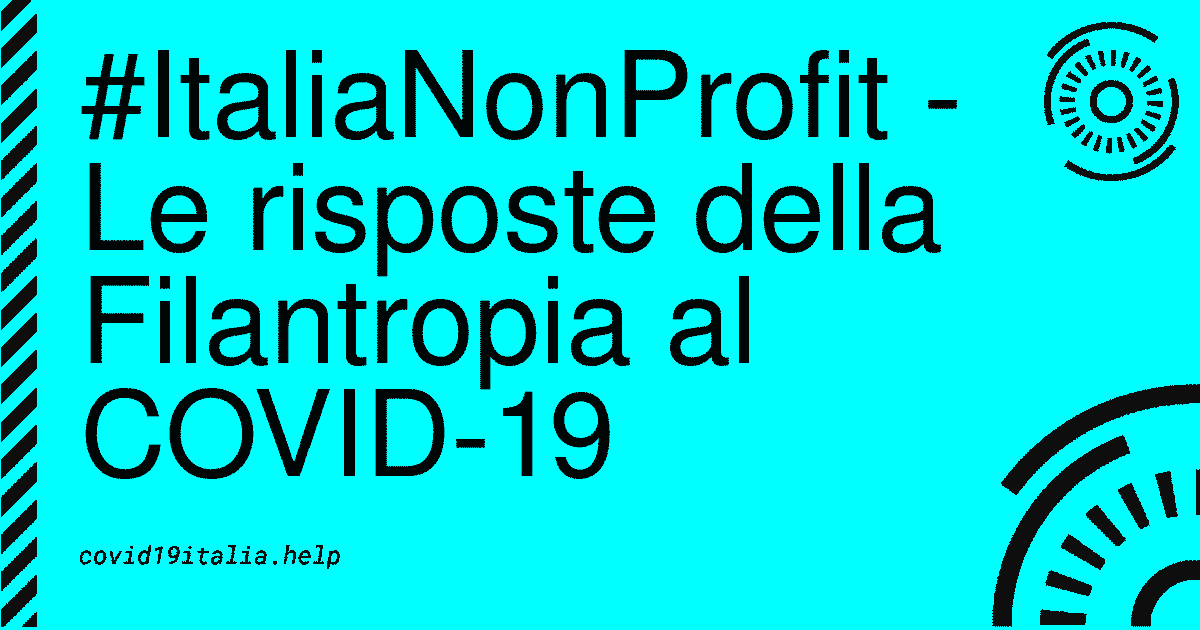 #ItaliaNonProfit -
Le risposte della
Filantropia al
COVID-19
covid19italia.help